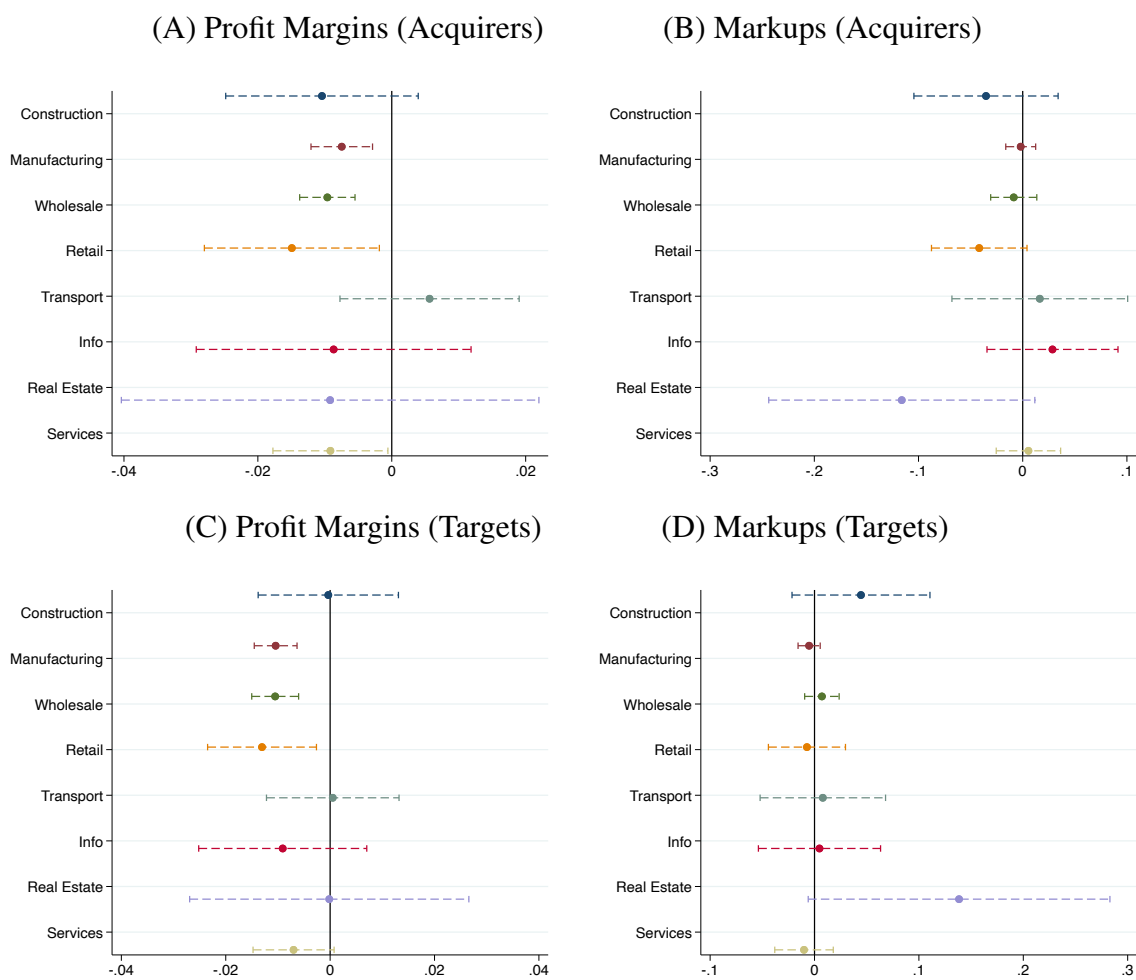 (A) Profit Margins (Acquirers)
(B) Markups (Acquirers)
Construction
Manufacturing
Wholesale
Retail
Transport
Info
Real Estate
Services
-.04 -.02 0 .02
Construction
Manufacturing
Wholesale
Retail
Transport
Info
Real Estate
Services
-.3 -.2 -.1 0 .1
(C) Profit Margins (Targets)
(D) Markups (Targets)
Construction
Manufacturing
Wholesale
Retail
Transport
Info
Real Estate
Services
-.04 -.02 0 .02 .04
Construction
Manufacturing
Wholesale
Retail
Transport
Info
Real Estate
Services
-.1 0 .1 .2 .3